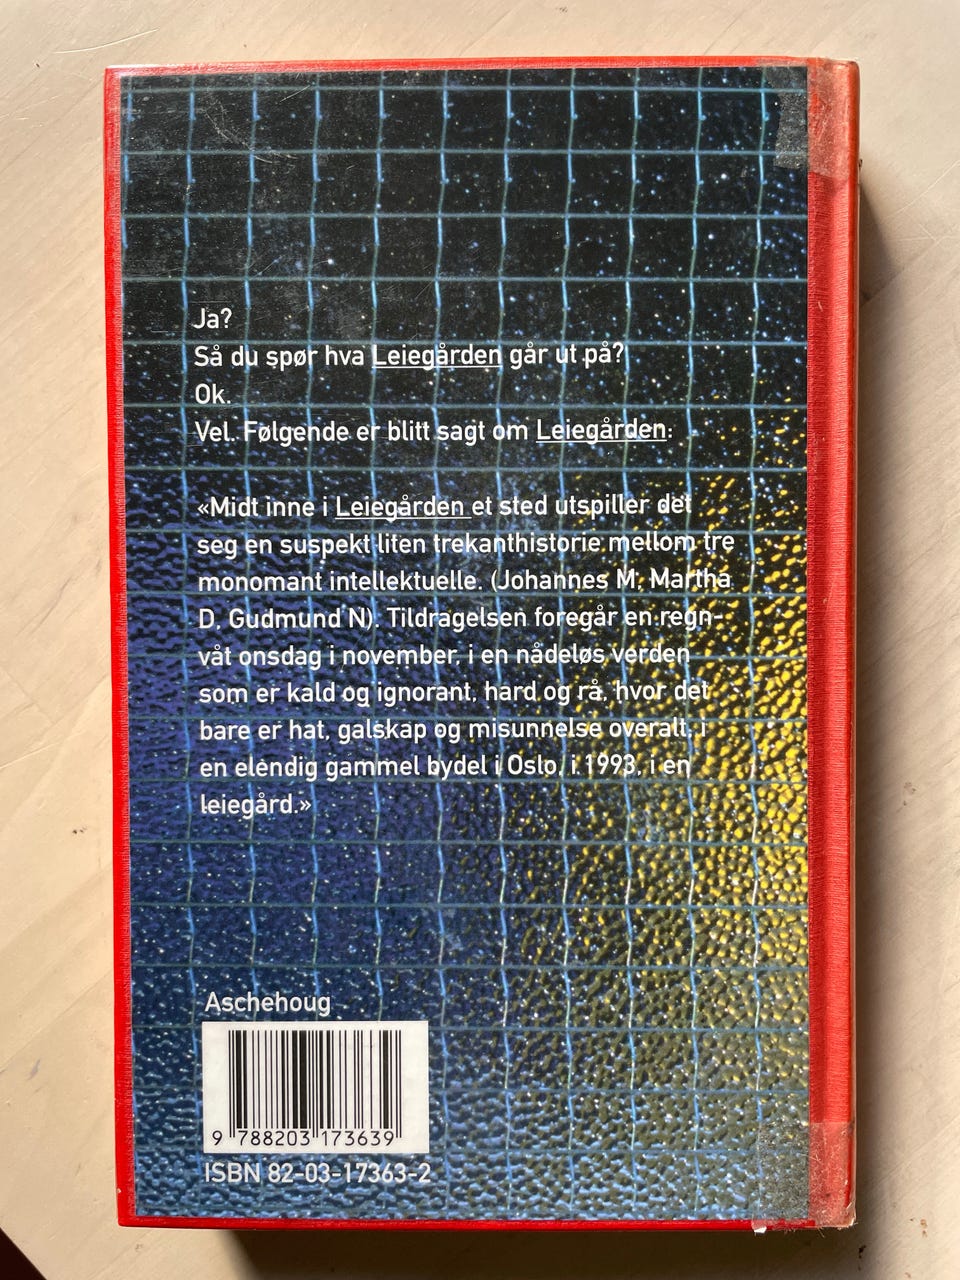 Ja?
Så du spør hva Leiegården går ut på?
Ok.
Vel. Følgende er blitt sagt om Leiegården:
«Midt inne i Leiegården et sted utspiller det
seg en suspekt liten trekanthistorie mellom tre
monomant intellektuelle. (Johannes M, Martha
D, Gudmund N). Tildragelsen foregår en regn-
våt onsdag i november, i en nådeløs verden
som er kald og ignorant, hard og rå, hvor det
bare er hat, galskap og misunnelse overalt, i
en elendig gammel bydel i Oslo, i 1993, i en
leiegård.»
Aschehoug
9 788203 173639
ISBN 82-03-17363-2